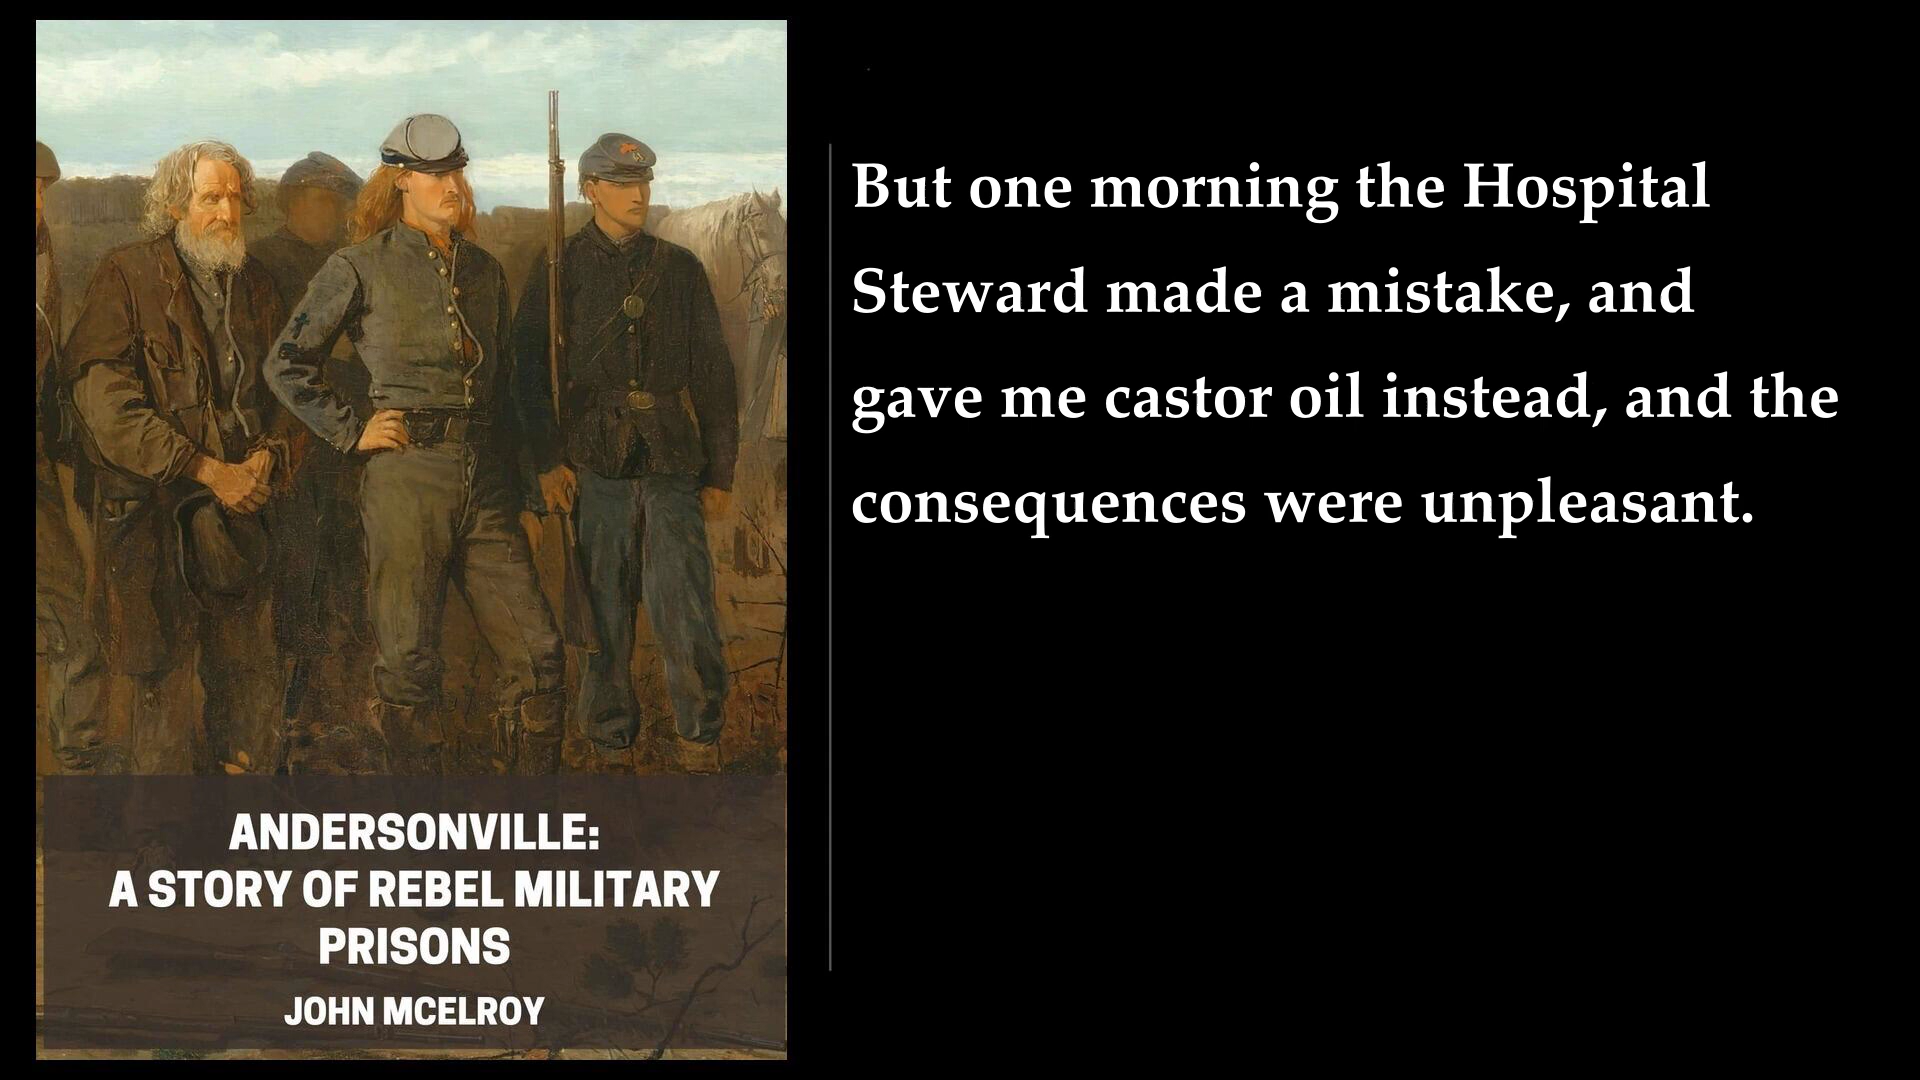 But one morning the Hospital
Steward made a mistake, and
gave me castor oil instead, and the
consequences were unpleasant.
ANDERSONVILLE:
A STORY OF REBEL MILITARY
PRISONS
JOHN MCELROY